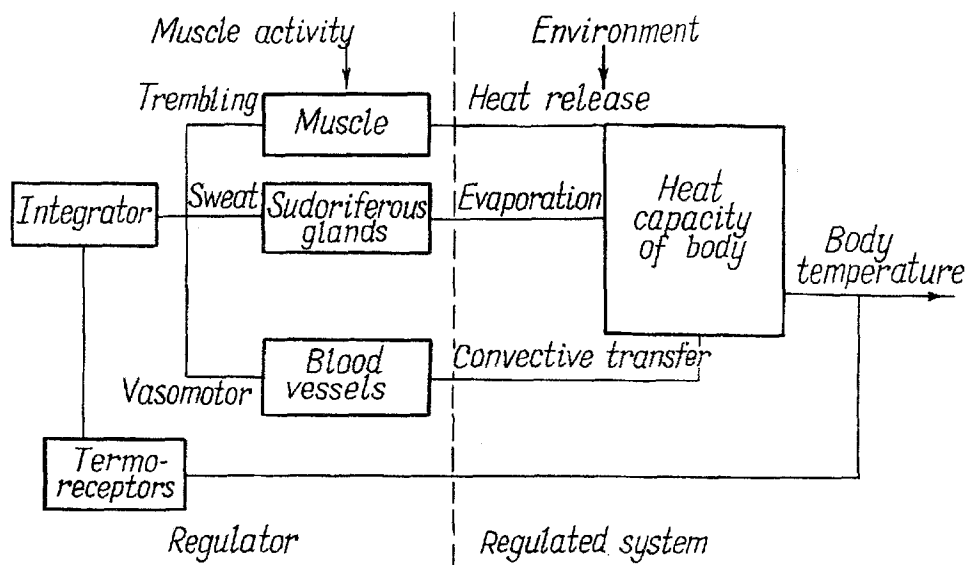 Muscle activity
Environment
Trembling
Heat release
Muscle
Integrator
Sweat
Sudoriferous
glands
Evaporation
Heat
capacity
of body
Body
temperature
Vasomotor
Blood
vessels
Convective transfer
Termo-
receptors
Regulator
Regulated system